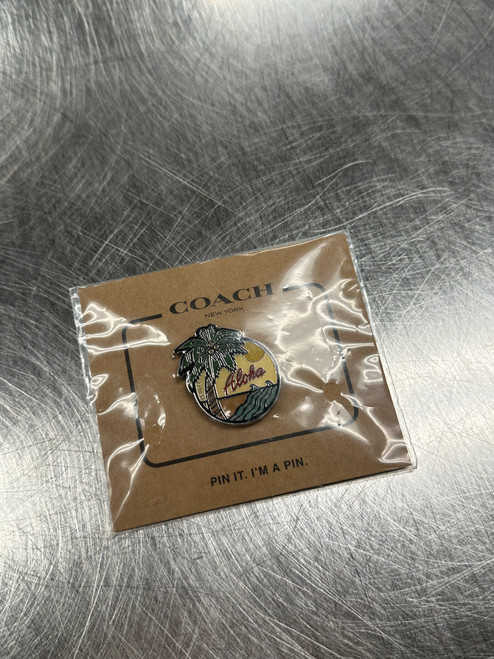 COACH
NEW YORK
Aloha
PIN IT. I'M A PIN.